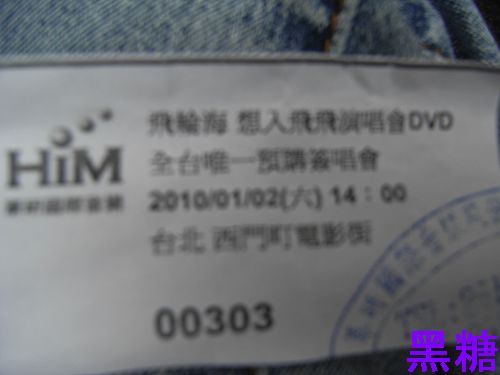 飛輪海 想入飛飛演唱會DVD
HiM
全台唯一預購簽唱會
2010/01/02(六) 14:00
台北 西門町電影街
00303
黑糖